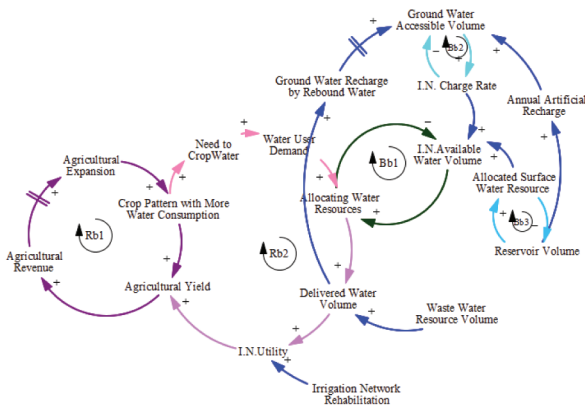 Ground Water
Accessible Volume
Bb2
Ground Water Recharge
by Rebound Water
I.N. Charge Rate
Annual Artificial
Recharge
Need to
CropWater
Water User
Demand
I.N.Available
Water Volume
Agricultural
Expansion
Bb1
Allocated Surface
Water Resource
Crop Pattern with More
Water Consumption
Allocating Water
Resources
Bb3
Rb1
Rb2
Reservoir Volume
Agricultural
Revenue
Agricultural Yield
Delivered Water
Volume
Waste Water
Resource Volume
I.N.Utility
Irrigation Network
Rehabilitation